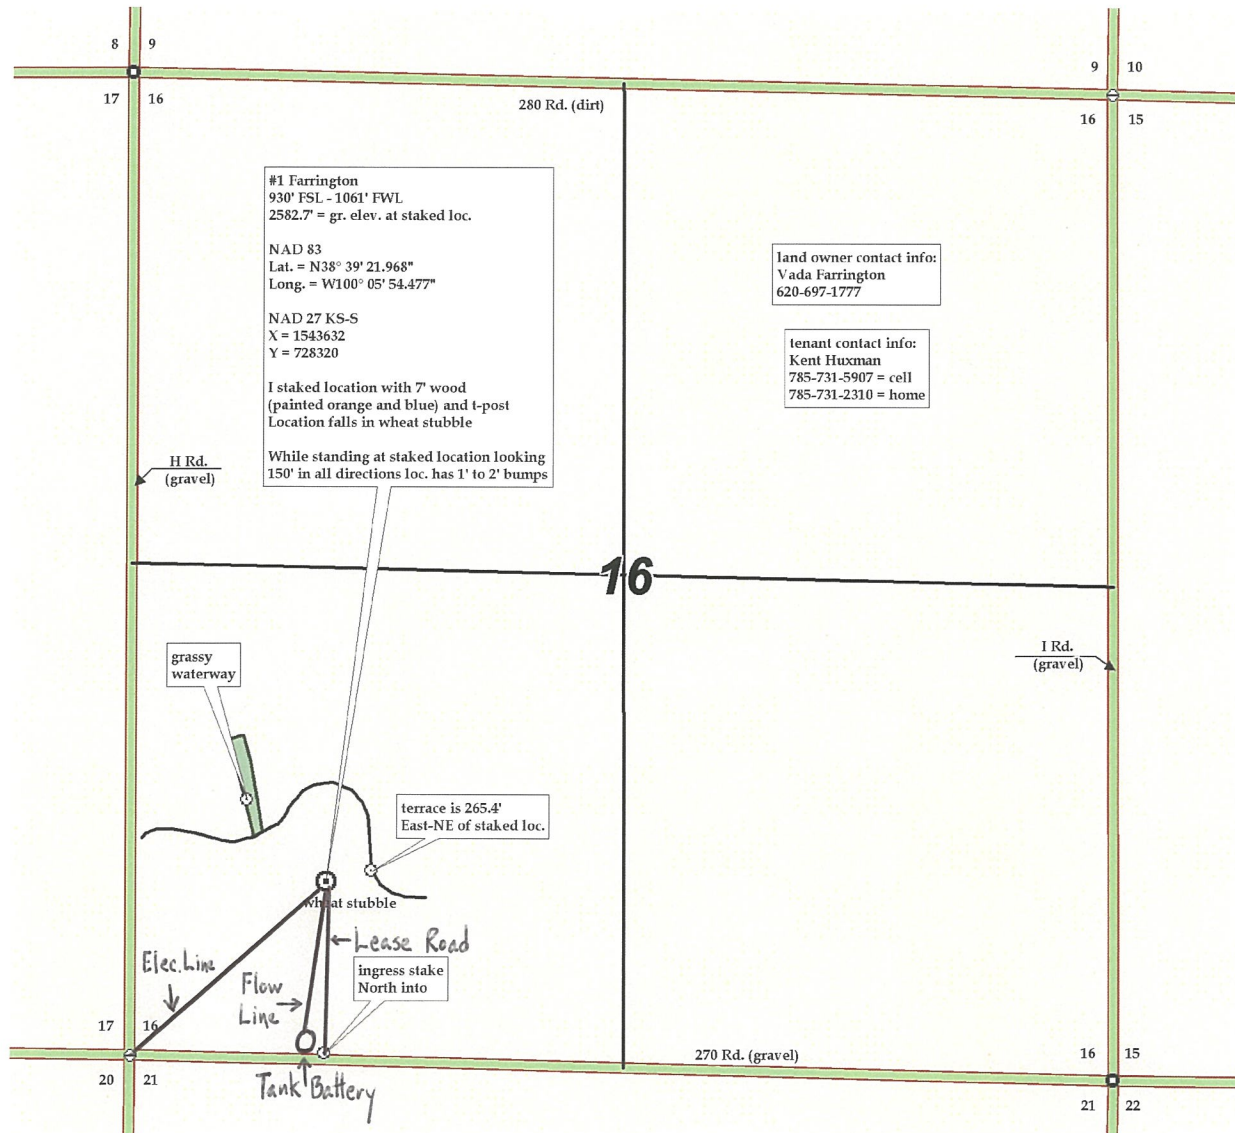 8 9
9 10
17 16
280 Rd. (dirt)
16 15
#1 Farrington
930' FSL - 1061' FWL
2582.7' = gr. elev. at staked loc.
NAD 83
Lat. = N38° 39' 21.968"
Long. = W100° 05' 54.477"
NAD 27 KS-S
X = 1543632
Y = 728320
I staked location with 7' wood
(painted orange and blue) and t-post
Location falls in wheat stubble
While standing at staked location looking
150' in all directions loc. has 1' to 2' bumps
land owner contact info:
Vada Farrington
620-697-1777
tenant contact info:
Kent Huxman
785-731-5907 = cell
785-731-2310 = home
H Rd.
(gravel)
16
I Rd.
(gravel)
grassy
waterway
terrace is 265.4'
East-NE of staked loc.
wheat stubble
Lease Road
Elec. Line
Flow
Line
ingress stake
North into
17 16
270 Rd. (gravel)
16 15
20 21
Tank Battery
21 22